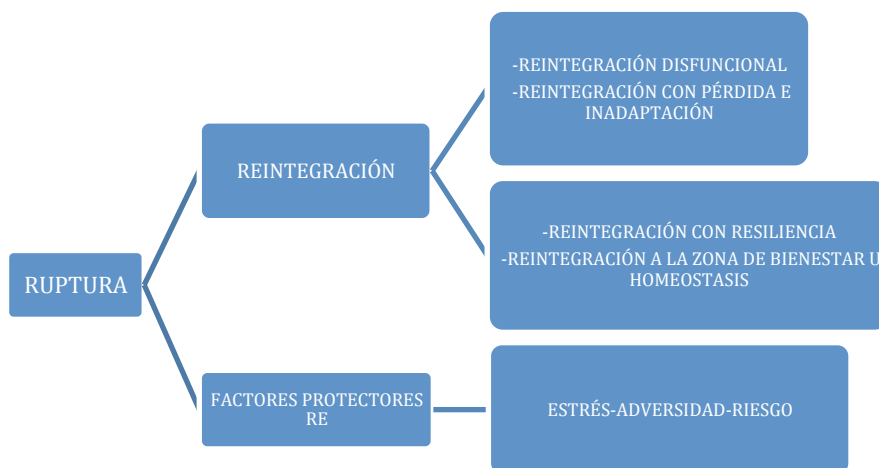 -REINTEGRACIÓN DISFUNCIONAL
-REINTEGRACIÓN CON PÉRDIDA E
INADAPTACIÓN
REINTEGRACIÓN
-REINTEGRACIÓN CON RESILIENCIA
-REINTEGRACIÓN A LA ZONA DE BIENESTAR U
HOMEOSTASIS
RUPTURA
FACTORES PROTECTORES
RE
ESTRÉS-ADVERSIDAD-RIESGO